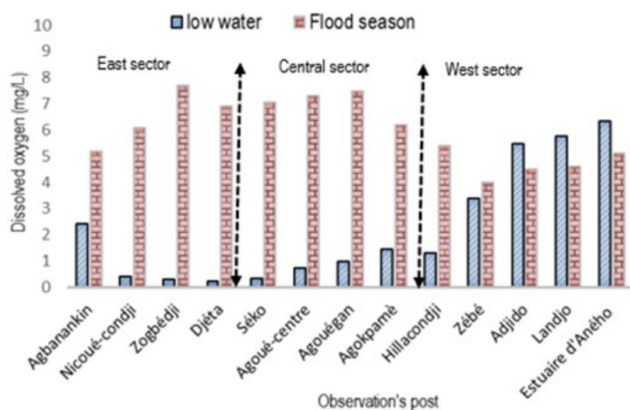 10
low water
Flood season
9
East sector
Central sector
West sector
8
7
6
5
4
3
2
1
0
Dissolved oxygen (mg/L)
Agbanankin
Nicoué-condji
Zogbédji
Djéta
Séko
Agoué-centre
Agouégan
Agokpamè
Hillacondji
Zébé
Adjido
Landjo
Estuaire d'Aného
Observation's post